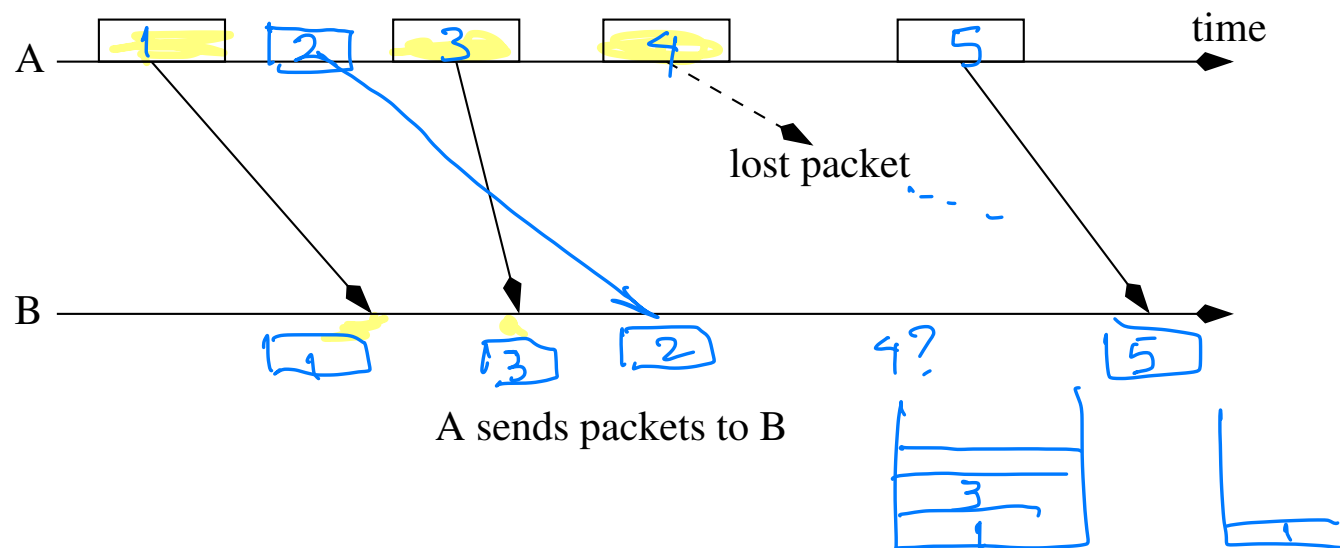 time
A 1 2 3 4 5
lost packet
B
1 3 2 4? 5
A sends packets to B
3
1 1